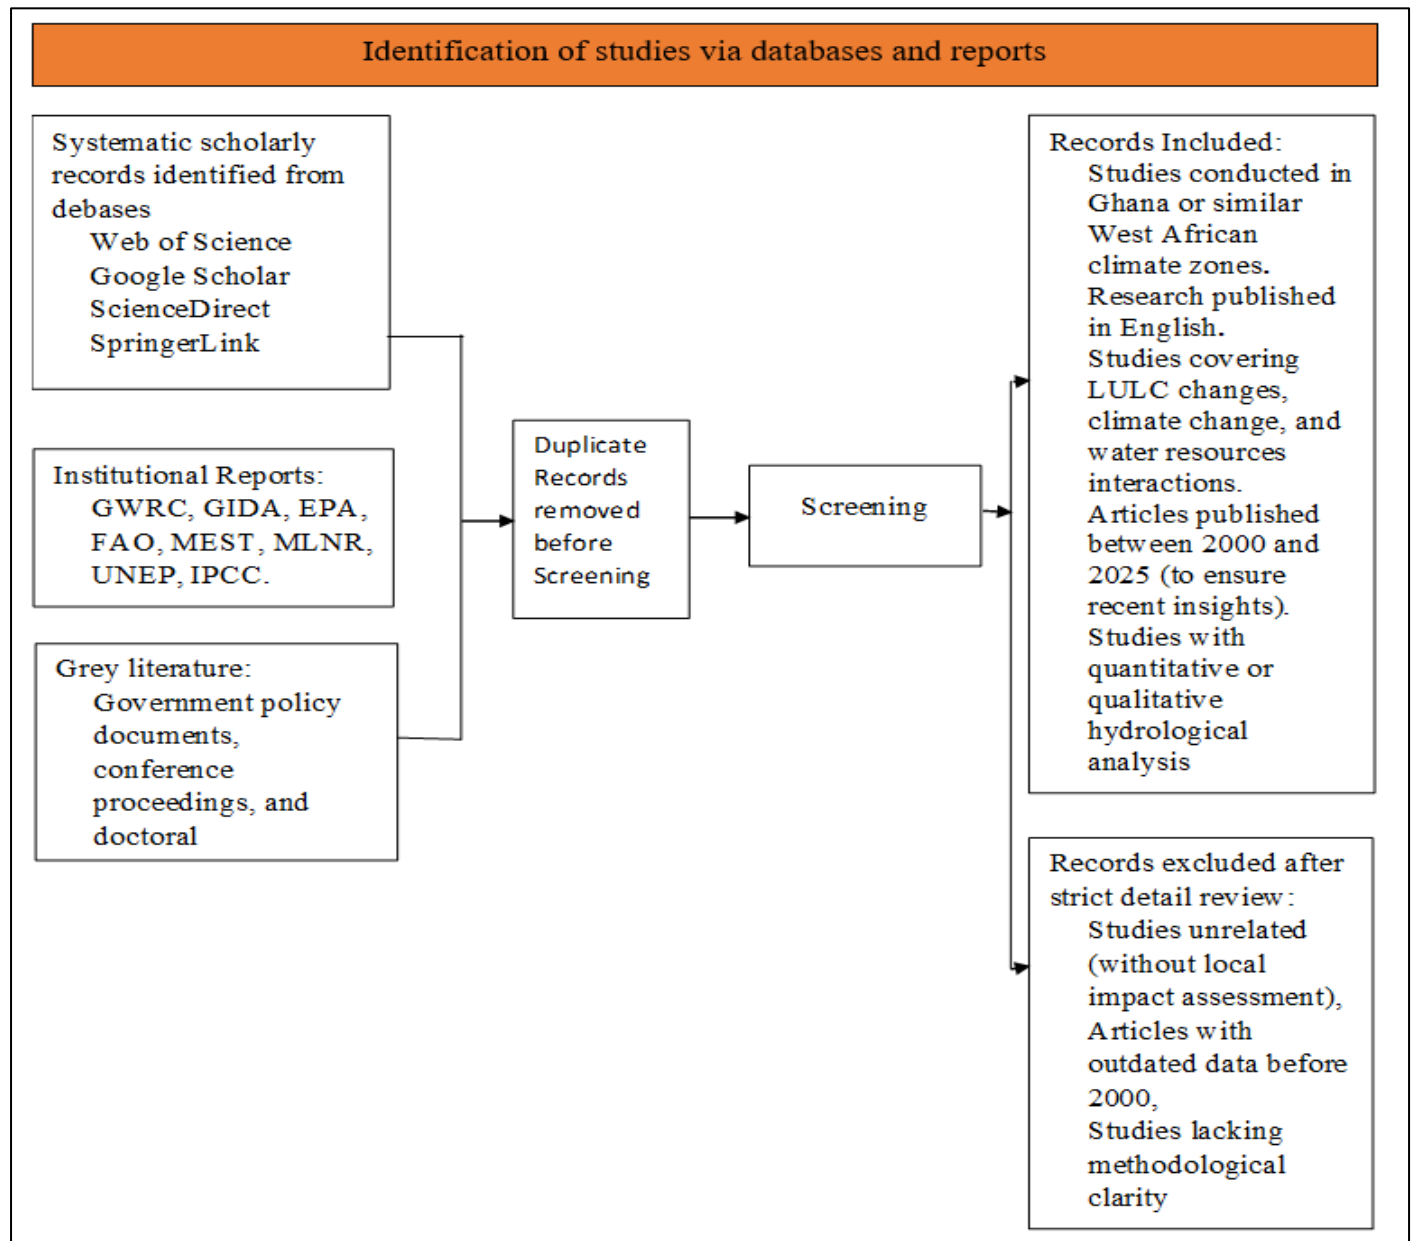 Identification of studies via databases and reports
Systematic scholarly
records identified from
debases
Web of Science
Google Scholar
ScienceDirect
SpringerLink
Institutional Reports:
GWRC, GIDA, EPA,
FAO, MEST, MLNR,
UNEP, IPCC.
Grey literature:
Government policy
documents,
conference
proceedings, and
doctoral
Duplicate
Records
removed
before
Screening
Screening
Records Included:
Studies conducted in
Ghana or similar
West African
climate zones.
Research published
in English.
Studies covering
LULC changes,
climate change, and
water resources
interactions.
Articles published
between 2000 and
2025 (to ensure
recent insights).
Studies with
quantitative or
qualitative
hydrological
analysis
Records excluded after
strict detail review:
Studies unrelated
(without local
impact assessment),
Articles with
outdated data before
2000,
Studies lacking
methodological
clarity